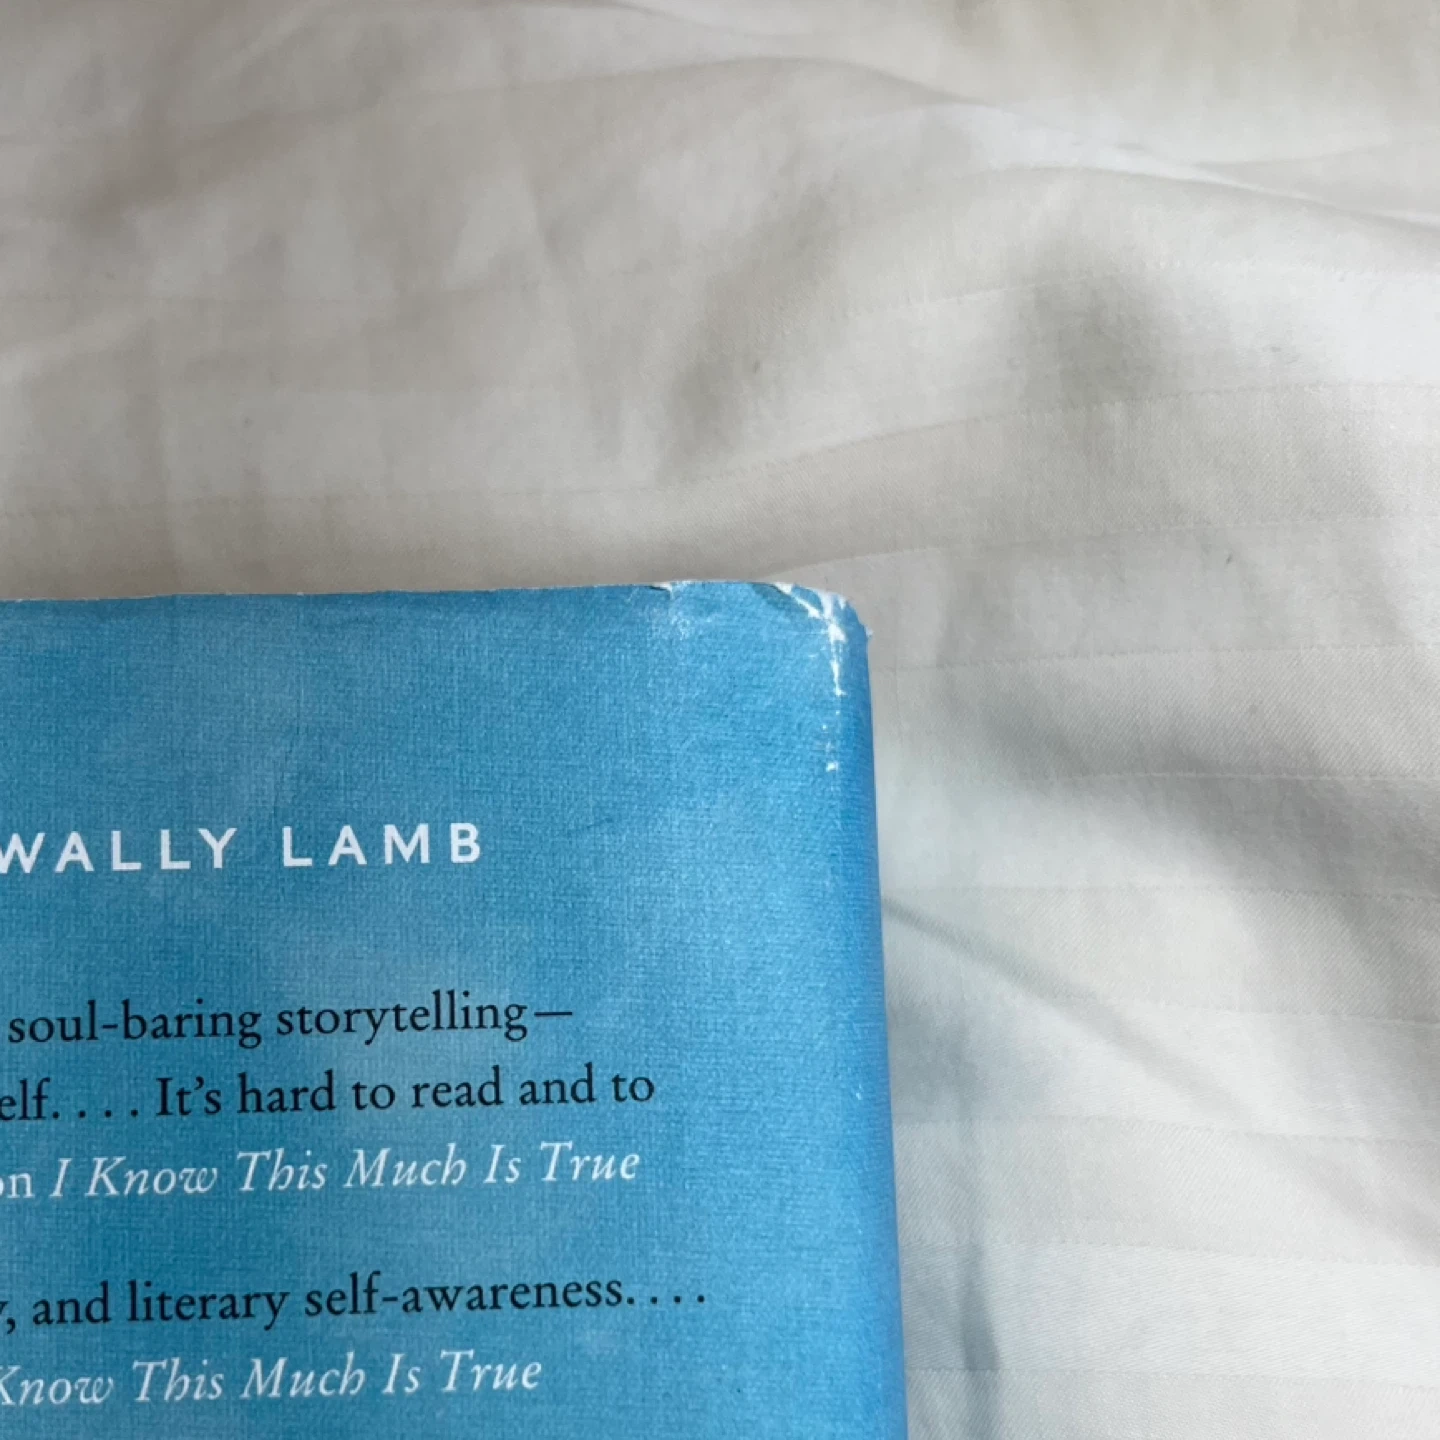 WALLY LAMB
soul-baring storytelling—
elf. . . . It's hard to read and to
on I Know This Much Is True
, and literary self-awareness. . . .
Know This Much Is True